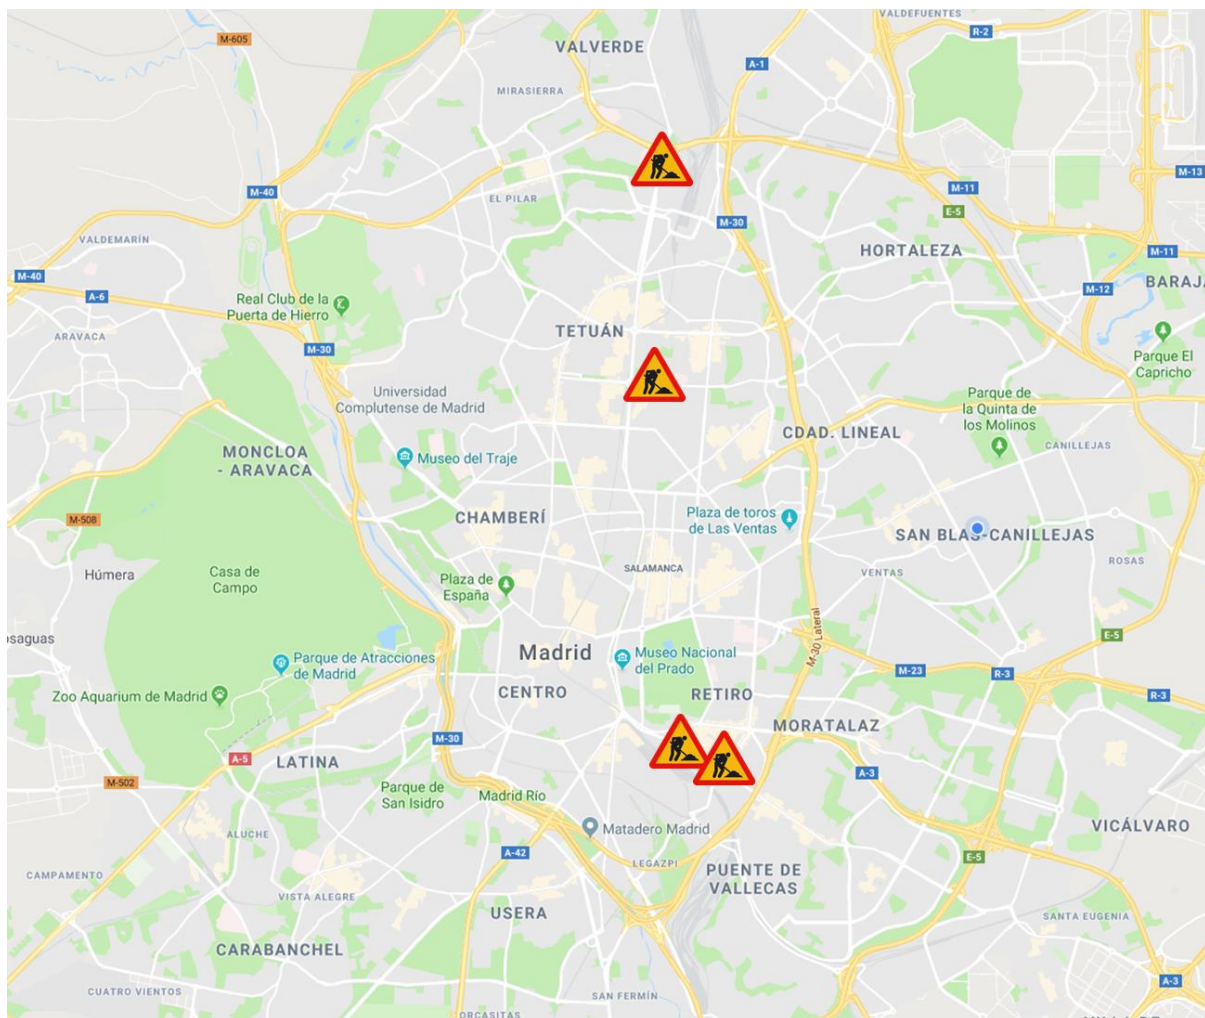 VALDEFUENTES
M-605
R-2
VALVERDE
A-1
MIRASIERRA
M-13
M-40
EL PILAR
M-11
E-5
M-30
VALDEMARÍN
HORTALEZA
M-11
M-40
A-6
M-12
BARAJ
Real Club de la
Puerta de Hierro
TETUÁN
ARAVACA
M-30
Parque El
Capricho
Universidad
Complutense de Madrid
Parque de
la Quinta de
los Molinos
CDAD. LINEAL
CANILLEJAS
MONCLOA
- ARAVACA
Museo del Traje
M-508
CHAMBERÍ
Plaza de toros
de Las Ventas
SAN BLAS-CANILLEJAS
Húmera
Casa de
Campo
Plaza de
España
SALAMANCA
VENTAS
ROSAS
osaguas
M-30 Lateral
E-5
Madrid
Museo Nacional
del Prado
Parque de Atracciones
de Madrid
M-23
R-3
R-3
Zoo Aquarium de Madrid
CENTRO
RETIRO
MORATALAZ
M-30
A-5
LATINA
A-3
M-502
Parque de
San Isidro
Madrid Río
Matadero Madrid
VICÁLVARO
ALUCHE
A-42
LEGAZPI
E-5
CAMPAMENTO
PUENTE DE
VALLECAS
VISTA ALEGRE
USERA
SANTA EUGENIA
CARABANCHEL
A-3
CUATRO VIENTOS
SAN FERMÍN
ORCASITAS